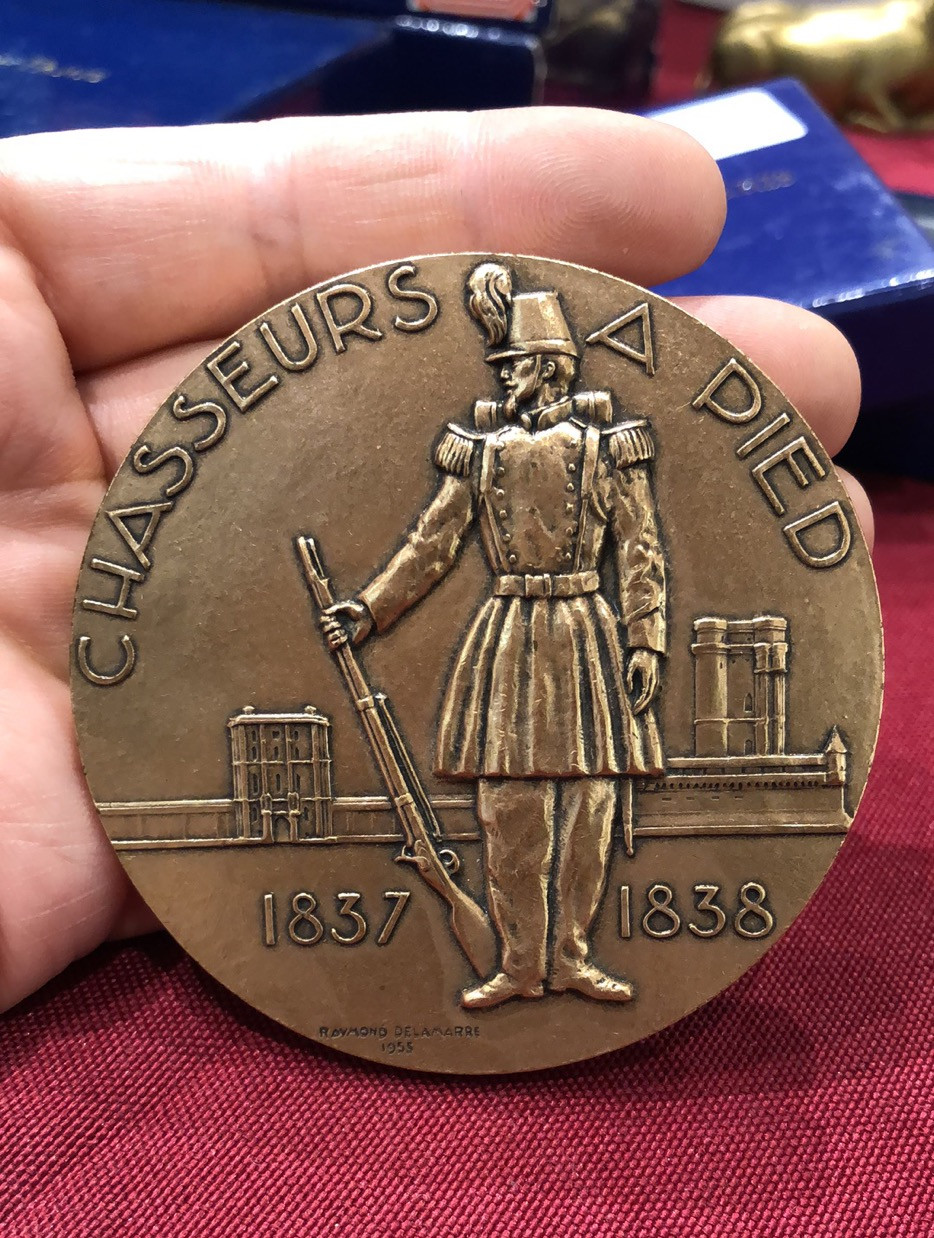 CHASSEURS A PIED
1837 1838
RAYMOND DELAMARRE
1955